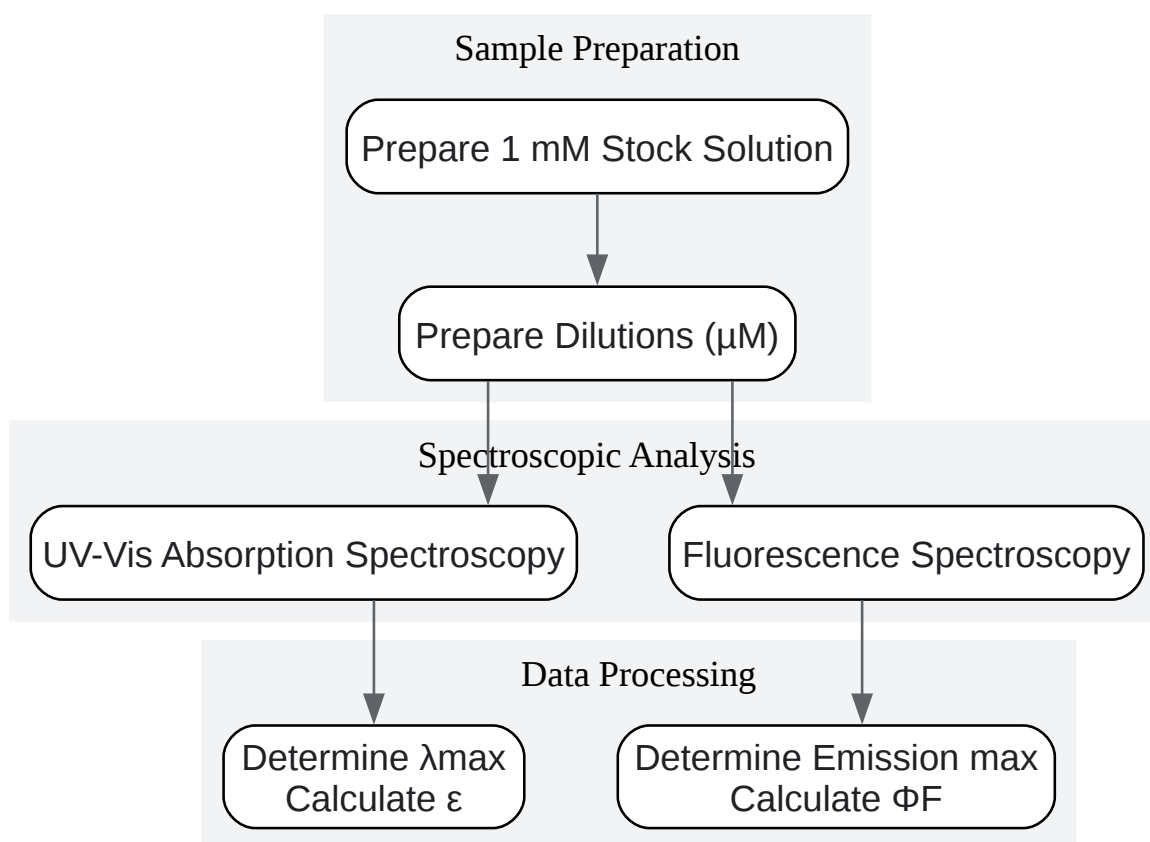 Sample Preparation
Prepare 1 mM Stock Solution
Prepare Dilutions (µM)
Spectroscopic Analysis
UV-Vis Absorption Spectroscopy
Fluorescence Spectroscopy
Data Processing
Determine λmax
Calculate ε
Determine Emission max
Calculate ΦF